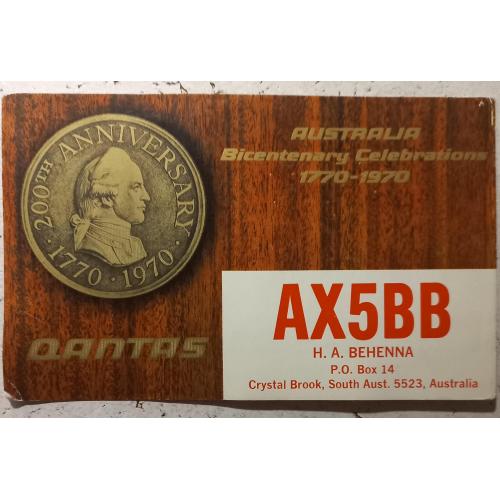 200TH ANNIVERSARY
· 1770 · 1970 ·
AUSTRALIA
Bicentenary Celebrations
1770-1970
QANTAS
AX5BB
H. A. BEHENNA
P.O. Box 14
Crystal Brook, South Aust. 5523, Australia